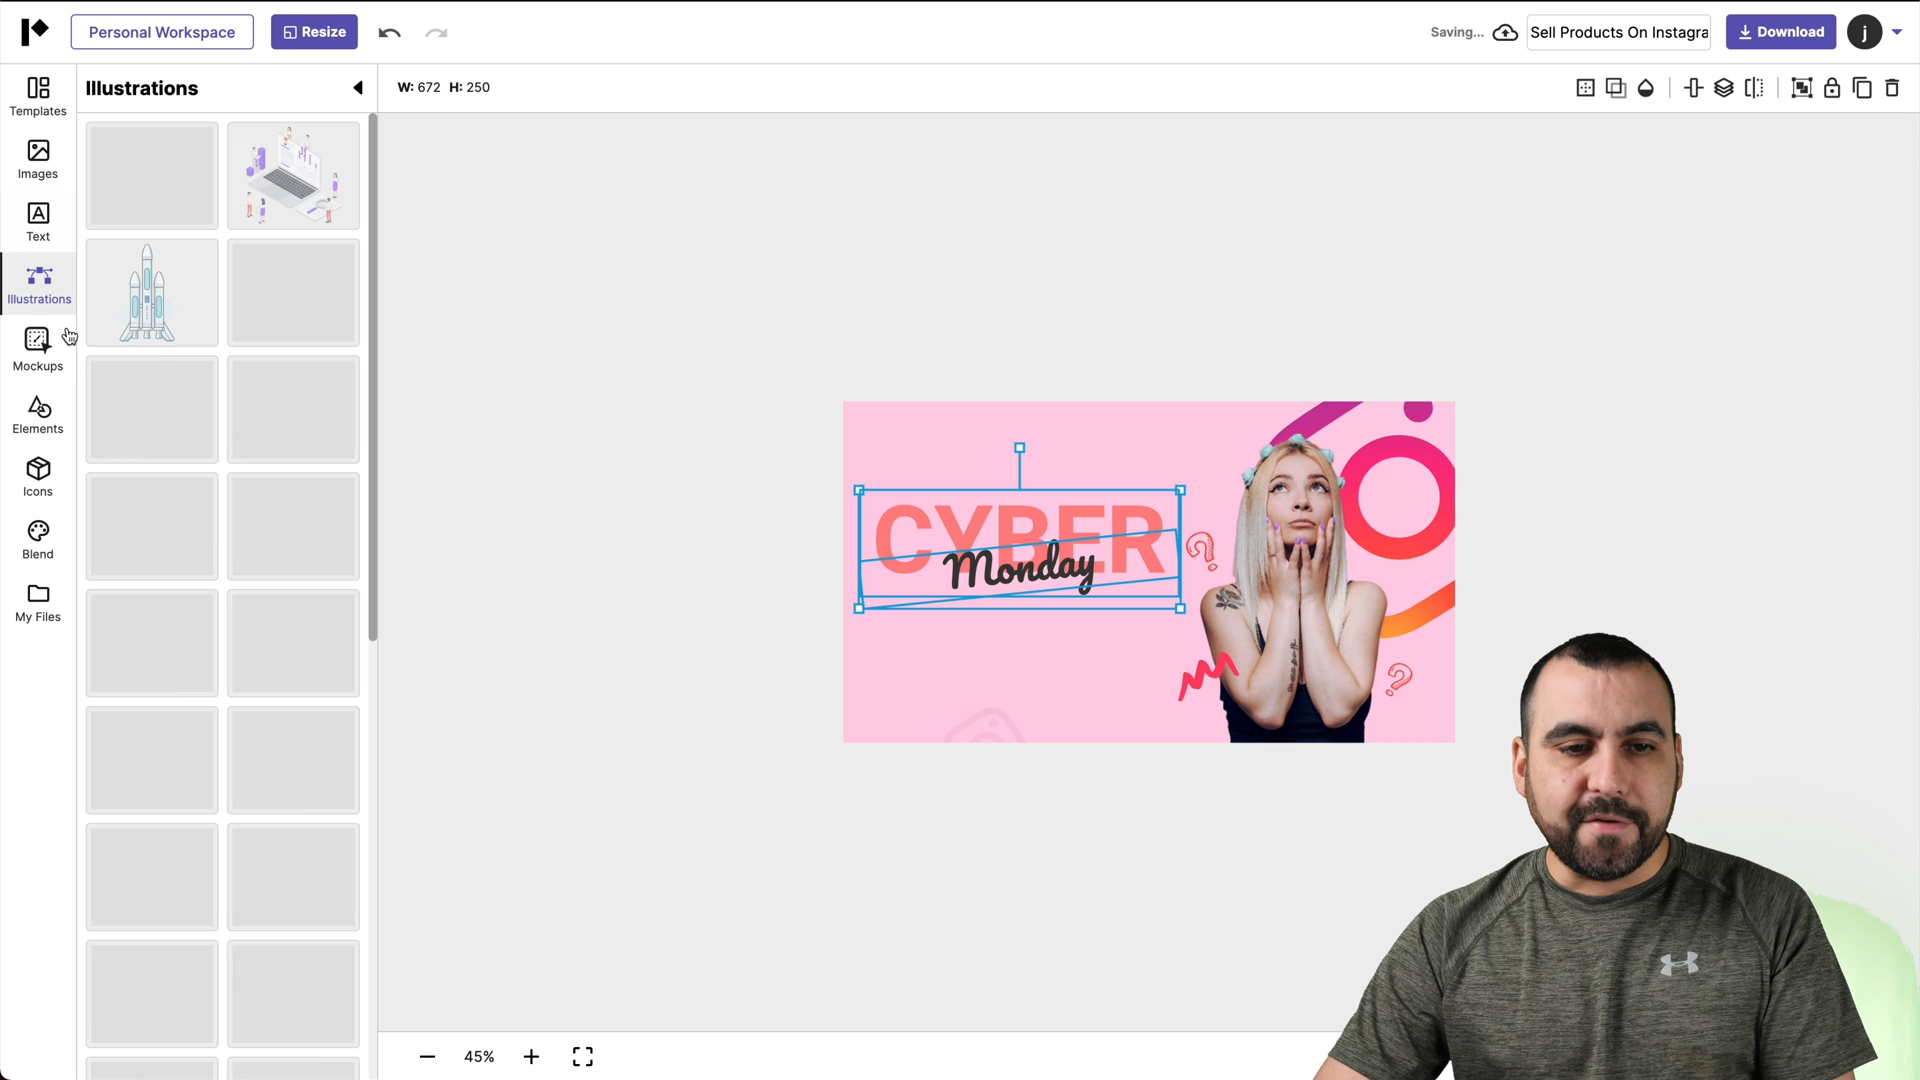 Personal Workspace
Resize
Saving...
Sell Products On Instagra
Download
j
Templates
Images
Text
Illustrations
Mockups
Elements
Icons
Blend
My Files
Illustrations
W: 672 H: 250
CYBER
Monday
?
?
45%